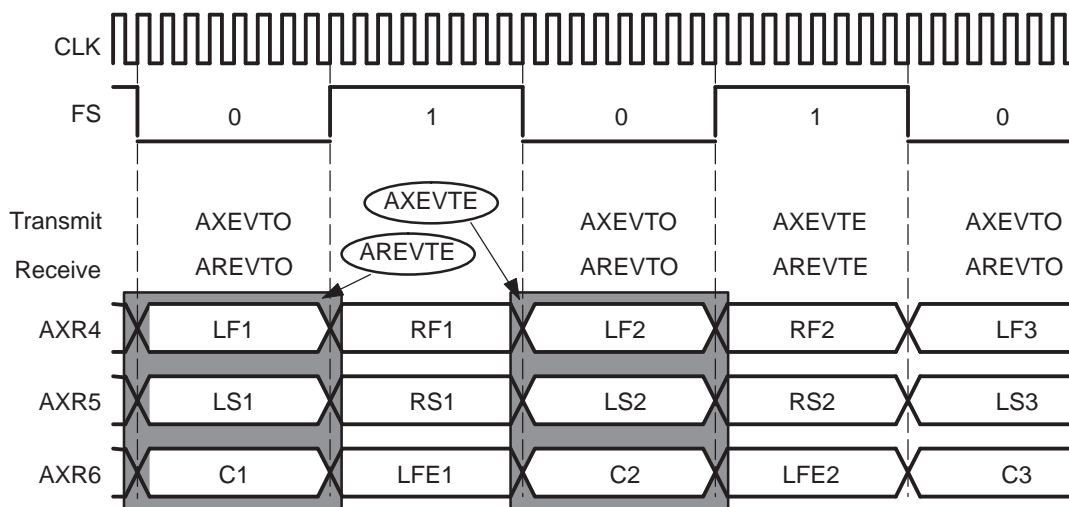 CLK
FS 0 1 0 1 0
AXEVTE
Transmit AXEVTO AXEVTO AXEVTE AXEVTO
AREVTE
Receive AREVTO AREVTO AREVTE AREVTO
AXR4 LF1 RF1 LF2 RF2 LF3
AXR5 LS1 RS1 LS2 RS2 LS3
AXR6 C1 LFE1 C2 LFE2 C3